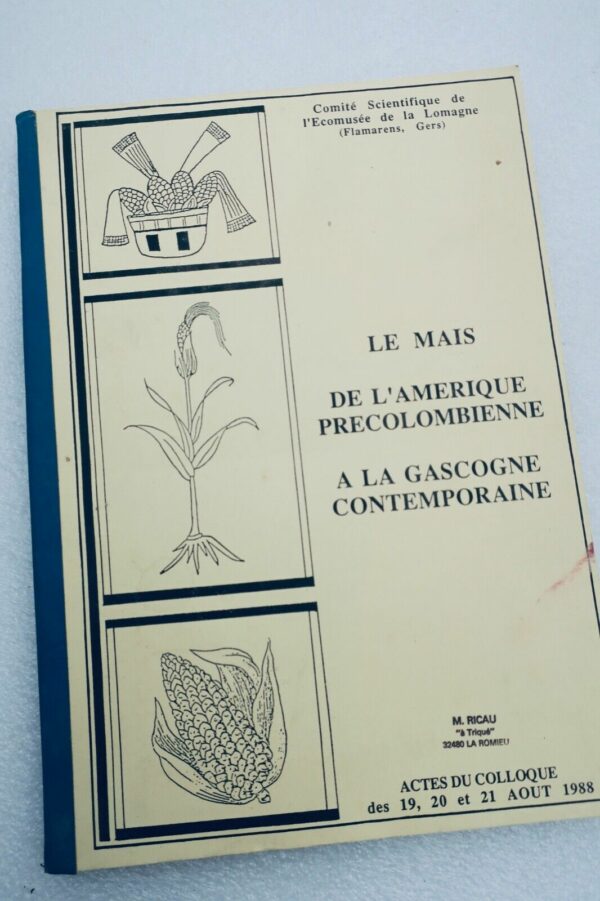 Comité Scientifique de
l'Ecomusée de la Lomagne
(Flamarens, Gers)
LE MAIS
DE L'AMERIQUE
PRECOLOMBIENNE
A LA GASCOGNE
CONTEMPORAINE
M. RICAU
"à Triqué"
32480 LA ROMIEU
ACTES DU COLLOQUE
des 19, 20 et 21 AOUT 1988